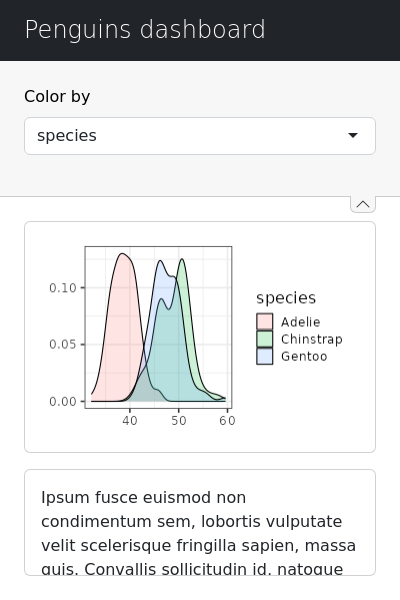 Penguins dashboard
Color by
species
0.10
0.05
0.00
40 50 60
species
Adelie
Chinstrap
Gentoo
Ipsum fusce euismod non
condimentum sem, lobortis vulputate
velit scelerisque fringilla sapien, massa
quis. Convallis sollicitudin id, natoque